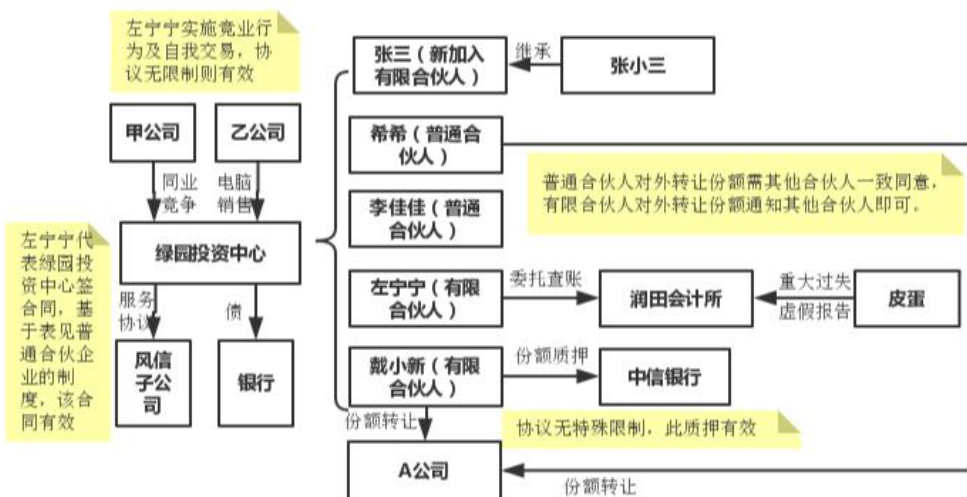 左宁宁实施竞业行
为及自我交易，协
议无限制则有效
甲公司
乙公司
同业
竞争
电脑
销售
绿园投资中心
左宁宁代
表绿园投
资中心签
合同，基
于表见普
通合伙企
业的制
度，该合
同有效
服务
协议
债
风信
子公
司
银行
张三（新加入
有限合伙人）
继承
张小三
希希（普通合
伙人）
普通合伙人对外转让份额需其他合伙人一致同意，
有限合伙人对外转让份额通知其他合伙人即可。
李佳佳（普通
合伙人）
左宁宁（有限
合伙人）
委托查账
润田会计所
重大过失
虚假报告
皮蛋
戴小新（有限
合伙人）
份额质押
中信银行
份额转让
协议无特殊限制，此质押有效
A公司
份额转让